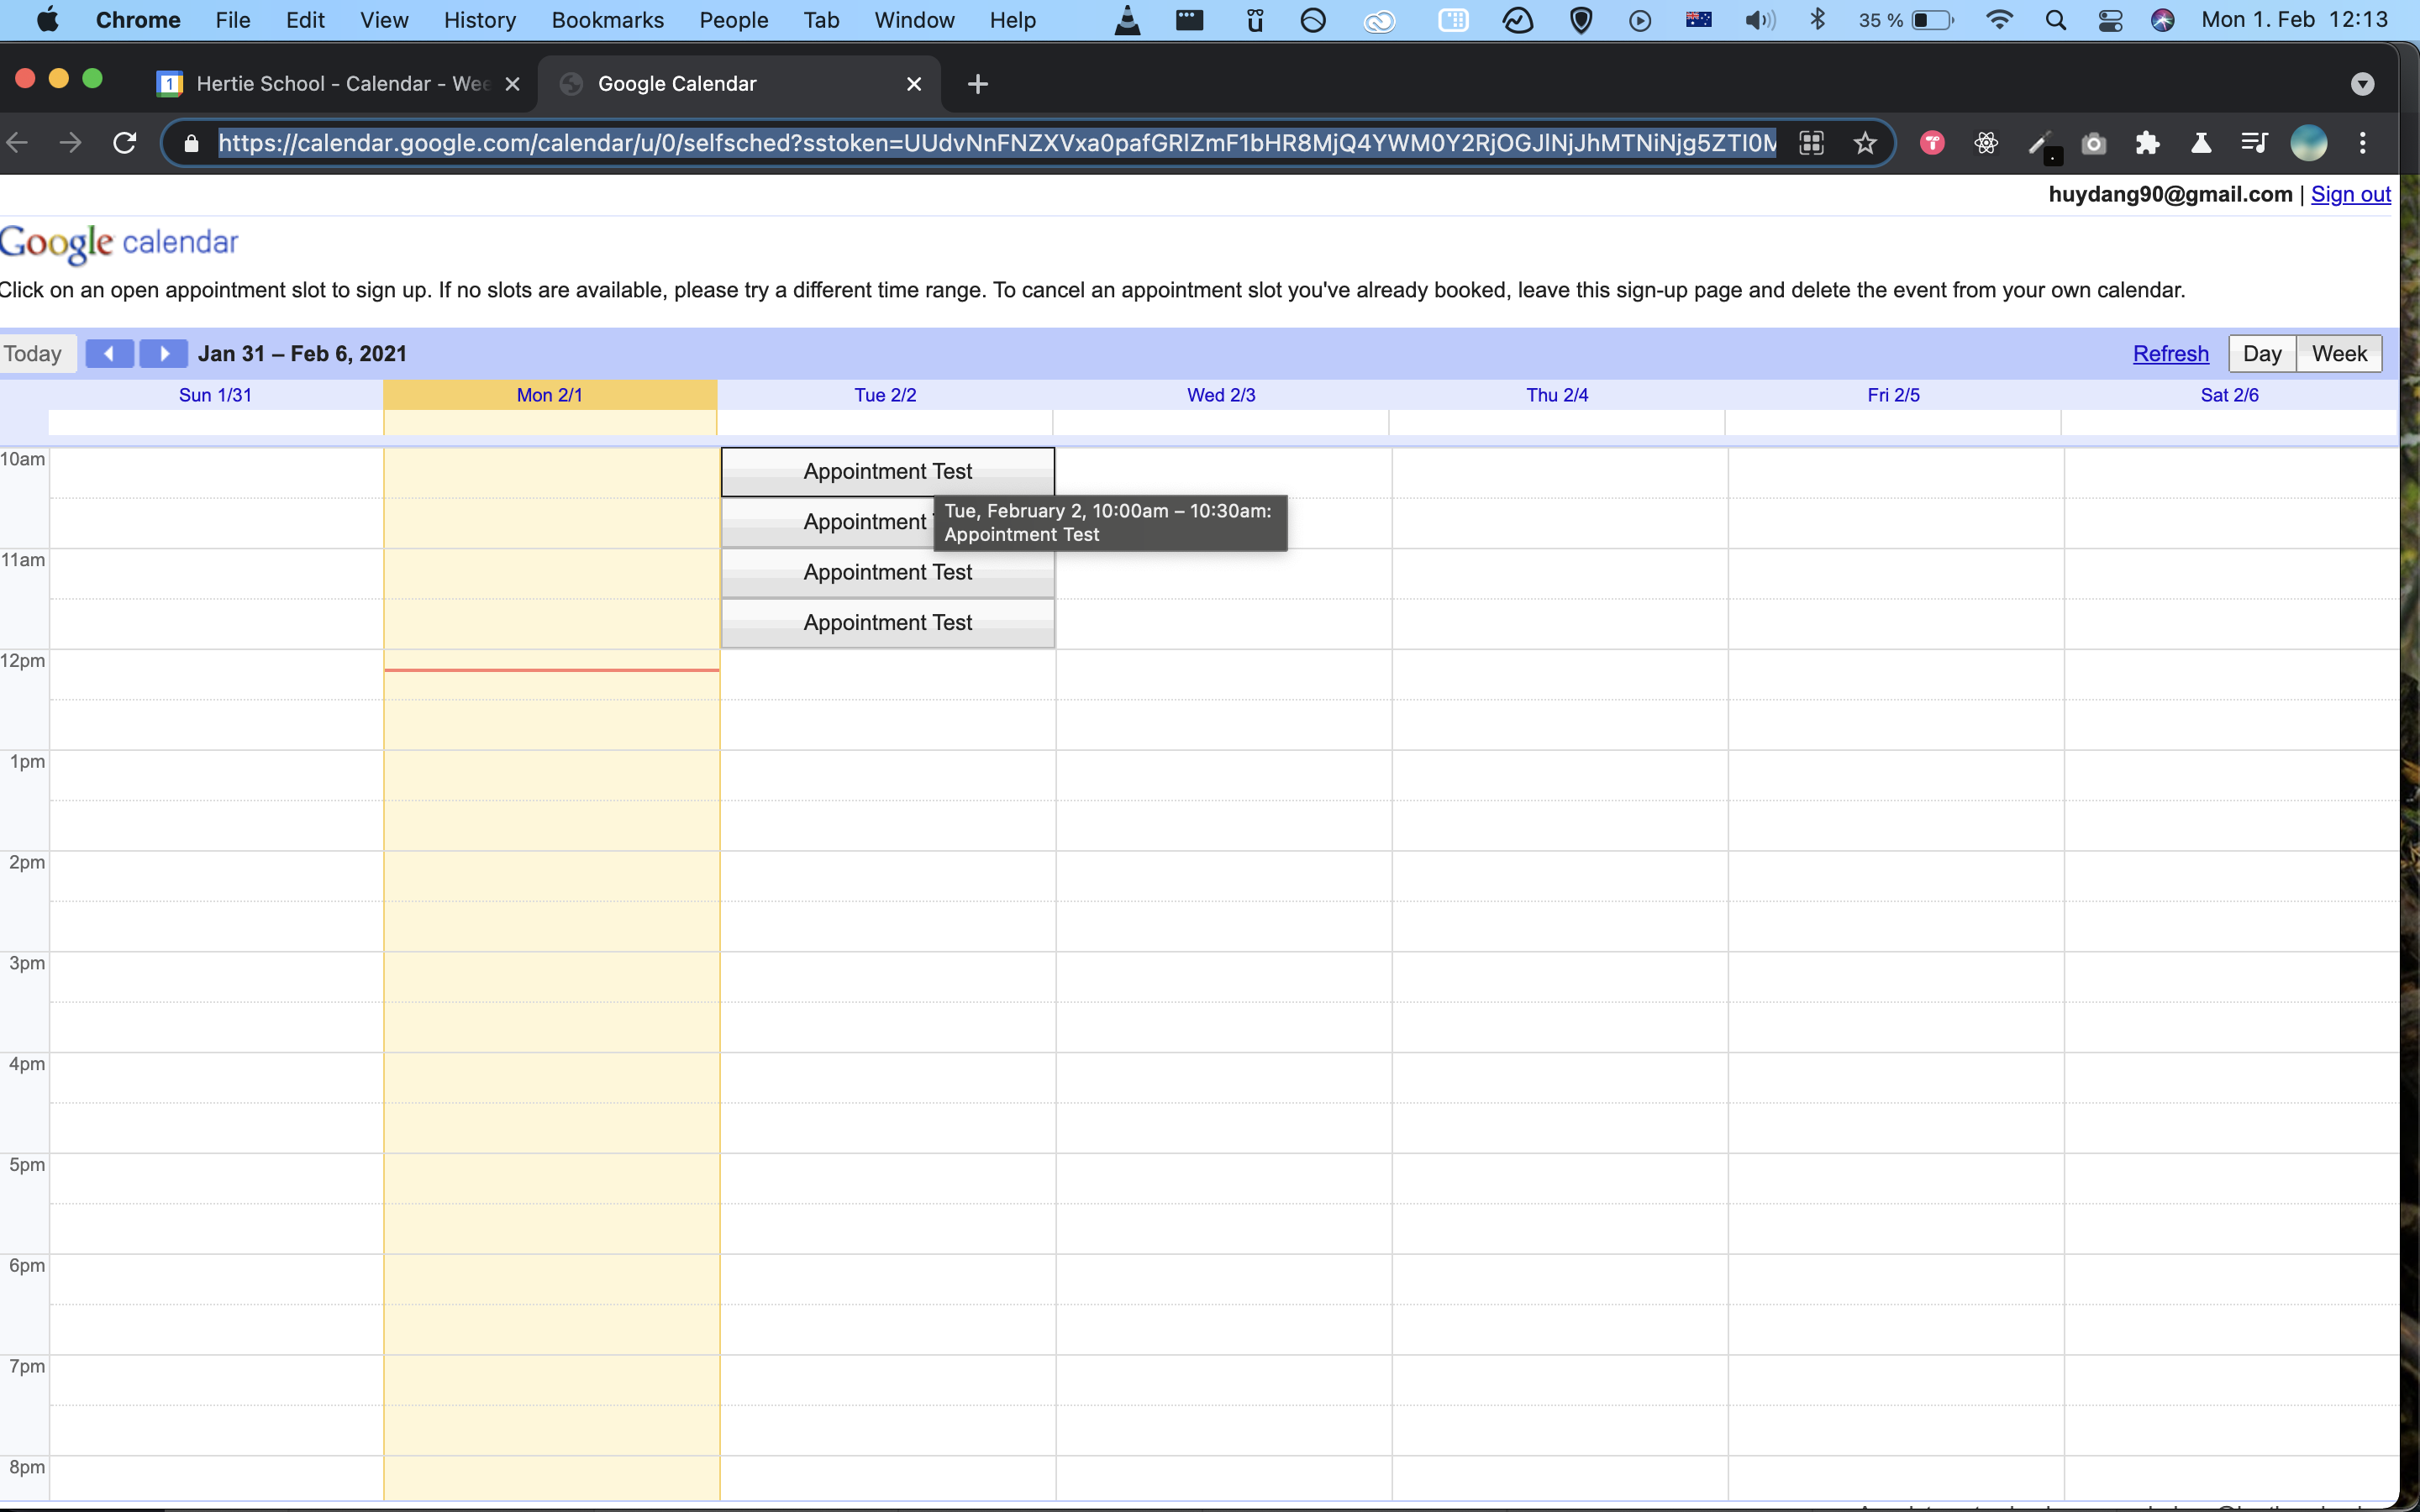 Chrome File Edit View History Bookmarks People Tab Window Help 35 % Mon 1. Feb 12:13
1 Hertie School - Calendar - Wee Google Calendar
https://calendar.google.com/calendar/u/0/selfsched?sstoken=
huydang90@gmail.com | Sign out
Google calendar
Click on an open appointment slot to sign up. If no slots are available, please try a different time range. To cancel an appointment slot you've already booked, leave this sign-up page and delete the event from your own calendar.
Today Jan 31 – Feb 6, 2021 Refresh Day Week
Sun 1/31 Mon 2/1 Tue 2/2 Wed 2/3 Thu 2/4 Fri 2/5 Sat 2/6
10am
Appointment Test
Tue, February 2, 10:00am – 10:30am:
Appointment
Appointment Test
11am
Appointment Test
Appointment Test
12pm
1pm
2pm
3pm
4pm
5pm
6pm
7pm
8pm